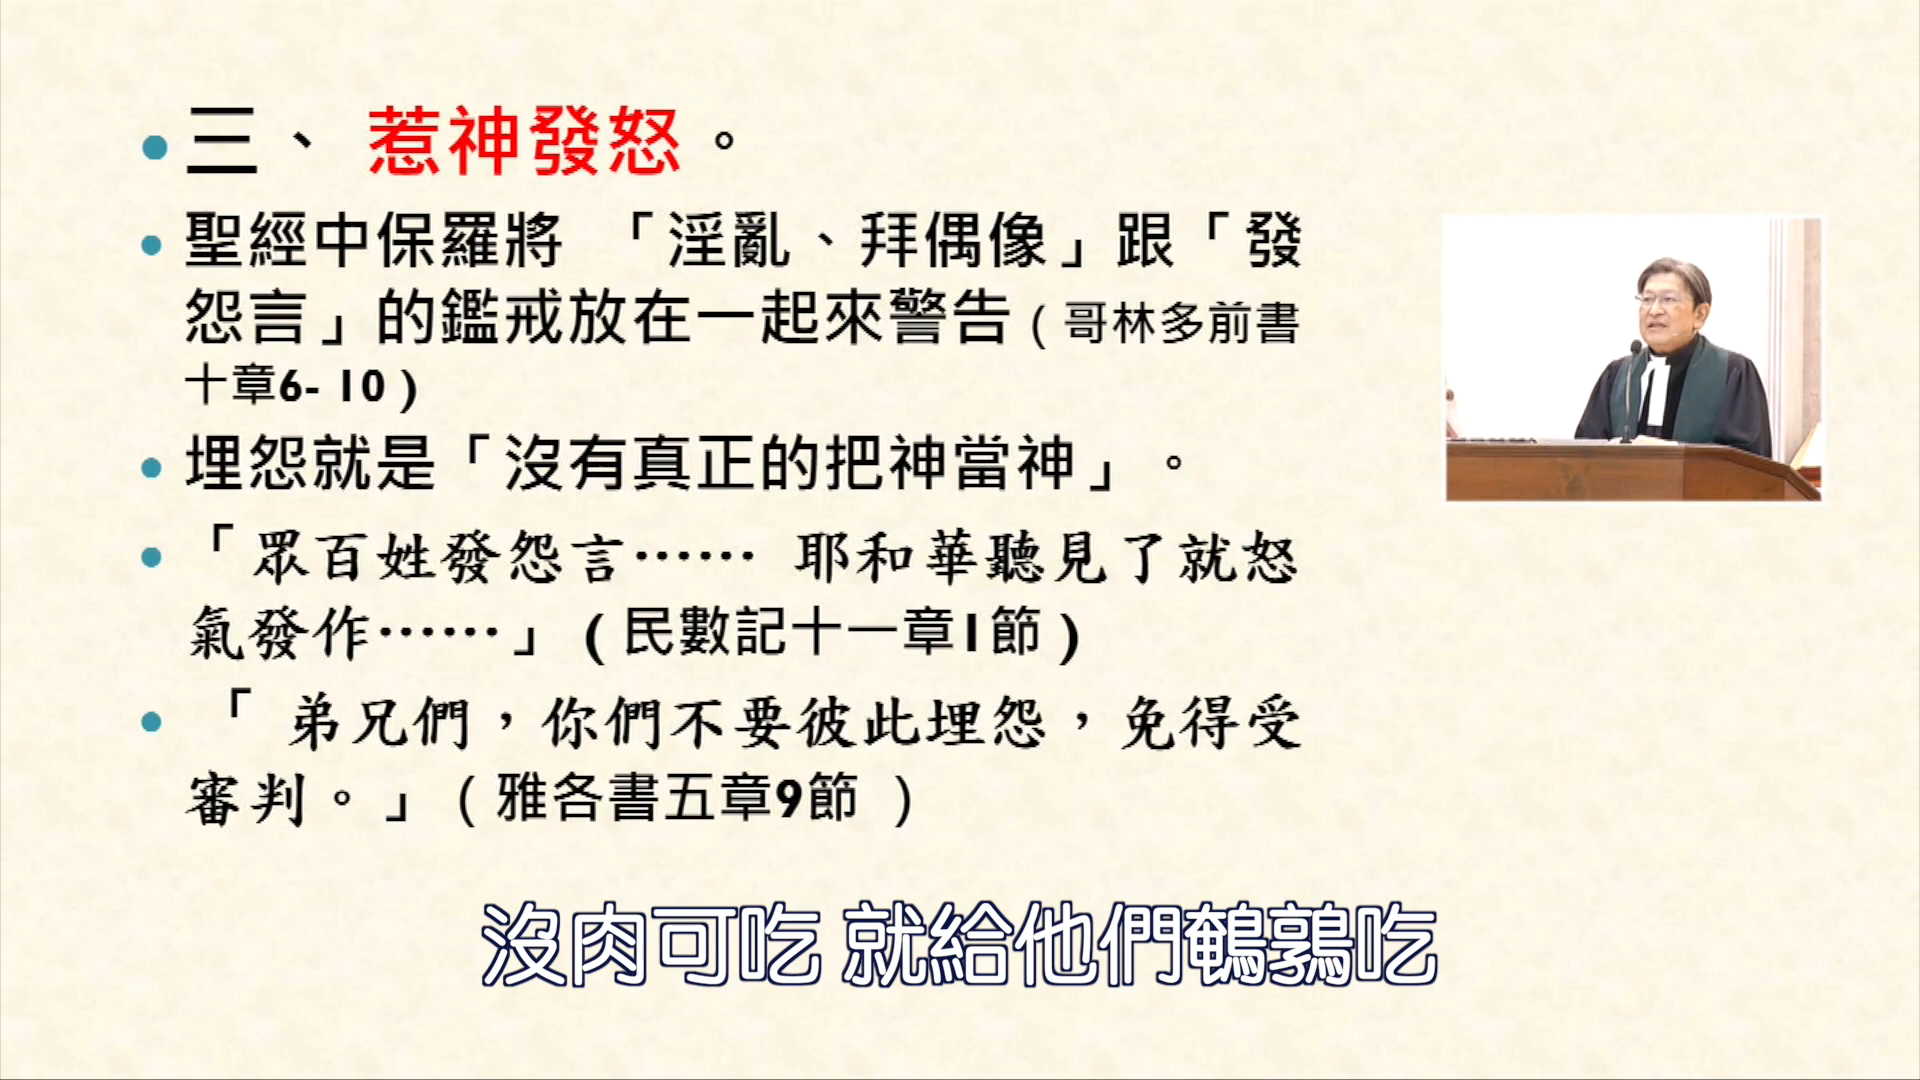 三、 惹神發怒。
聖經中保羅將 「淫亂、拜偶像」跟「發
怨言」的鑑戒放在一起來警告（哥林多前書
十章6- 10）
埋怨就是「沒有真正的把神當神」。
「眾百姓發怨言…… 耶和華聽見了就怒
氣發作……」（民數記十一章1節）
「 弟兄們，你們不要彼此埋怨，免得受
審判。」（雅各書五章9節 ）
沒肉可吃 就給他們鵪鶉吃